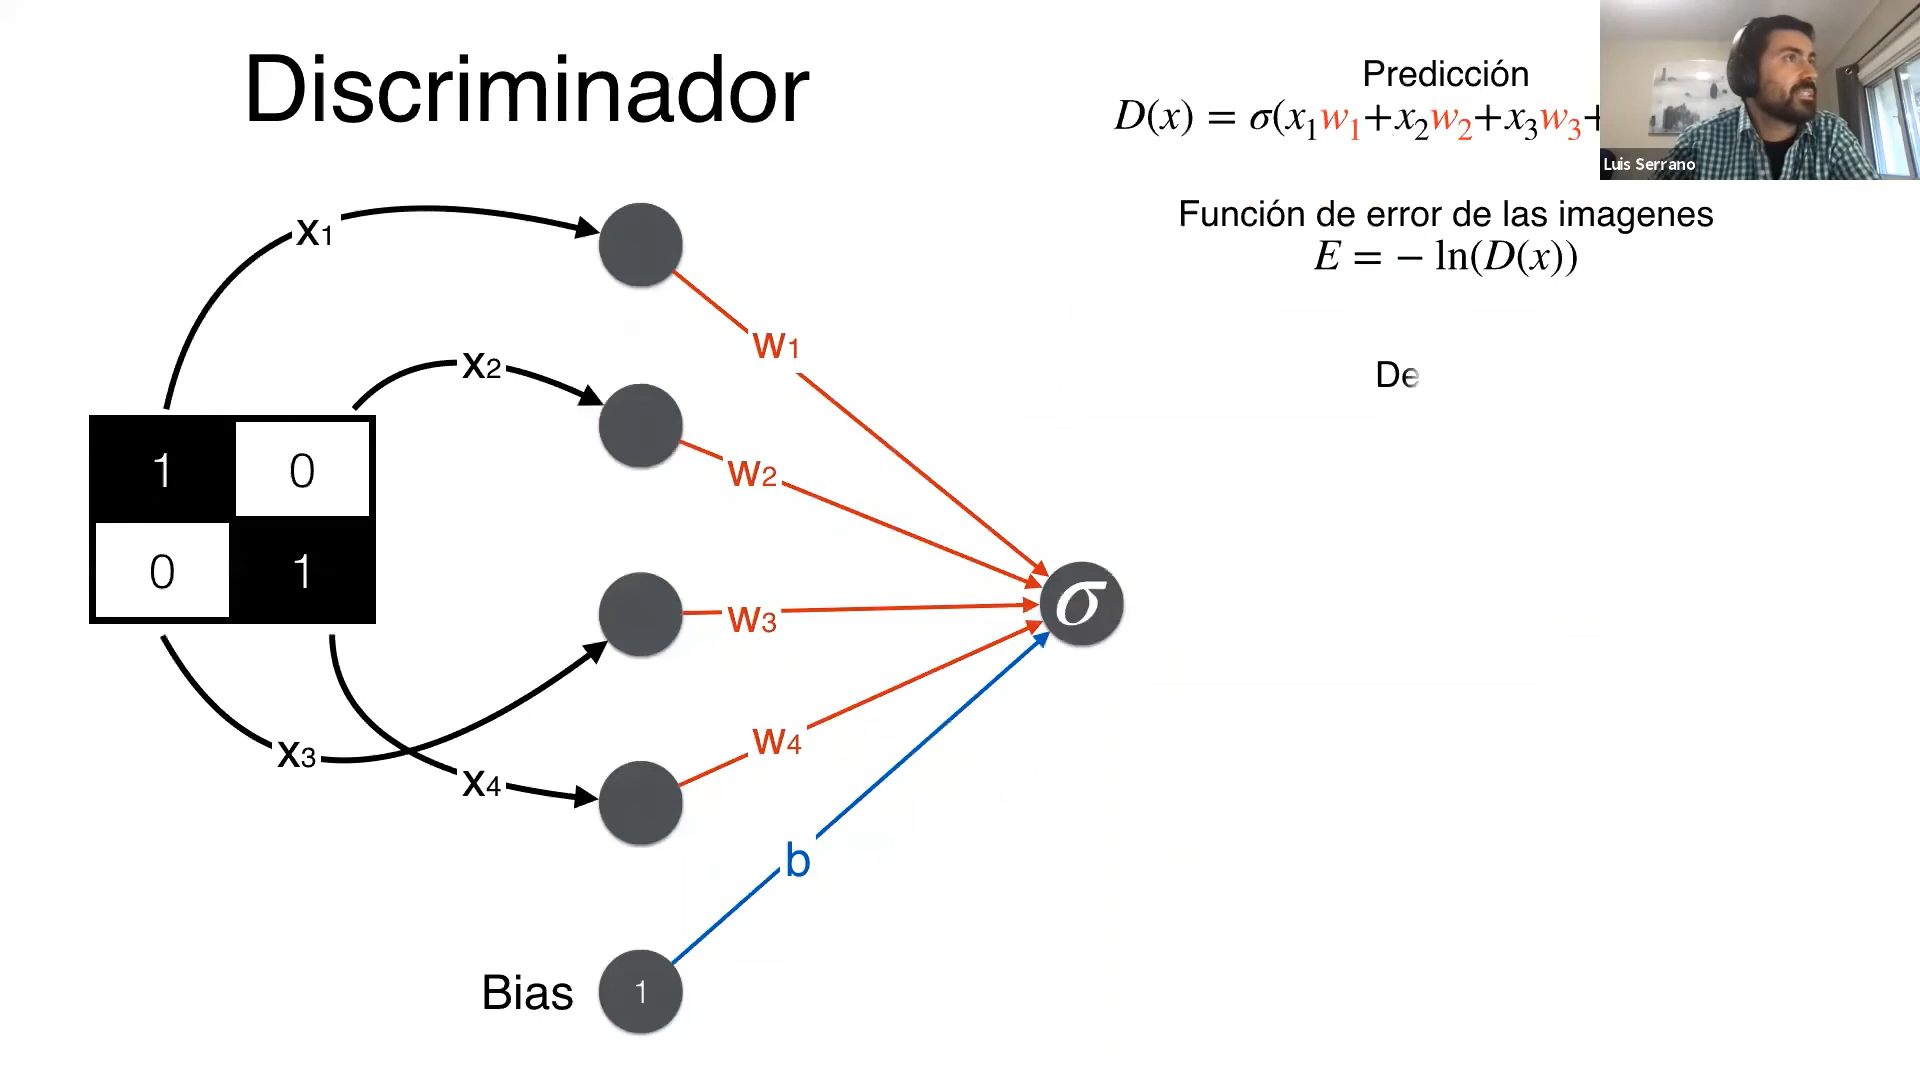 Discriminador
Predicción
D(x) = σ(x₁w₁+x₂w₂+x₃w₃+
Luis Serrano
Función de error de las imagenes
E = − ln(D(x))
De
x₁
x₂
w₁
w₂
1 0
0 1
σ
w₃
w₄
x₃
x₄
b
Bias
1